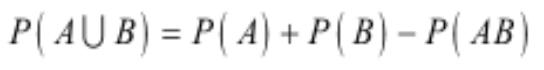 P( A ⋃ B) = P( A) + P( B) − P( AB)